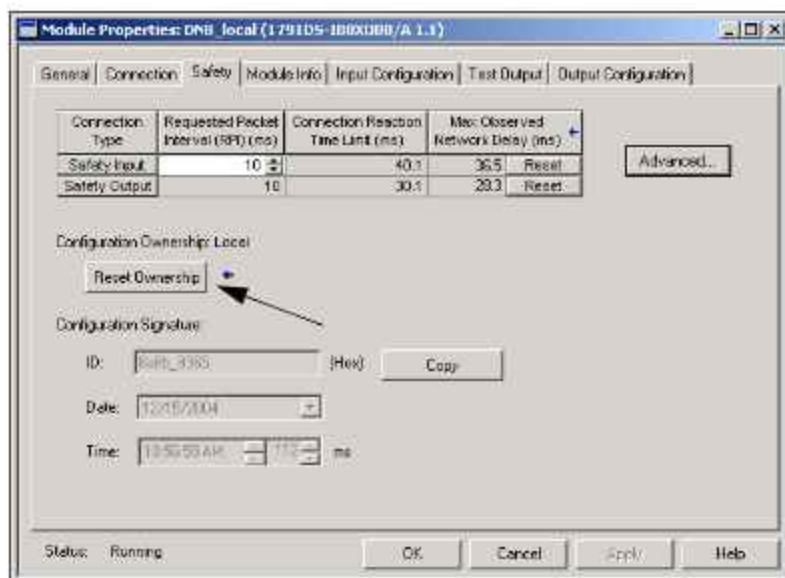 Module Properties: DNB_local (1791DS-IB8XOB8/A 1.1)
General Connection Safety Module Info Input Configuration Test Output Output Configuration
Connection Type Requested Packet Interval (RPI) (ms) Connection Reaction Time Limit (ms) Max Observed Network Delay (ms)
Safety Input 10 40.1 36.5 Reset
Safety Output 10 30.1 28.3 Reset
Advanced...
Configuration Ownership: Local
Reset Ownership
Configuration Signature:
ID: (Hex) Copy
Date: 12/15/2004
Time: ms
Status: Running OK Cancel Apply Help